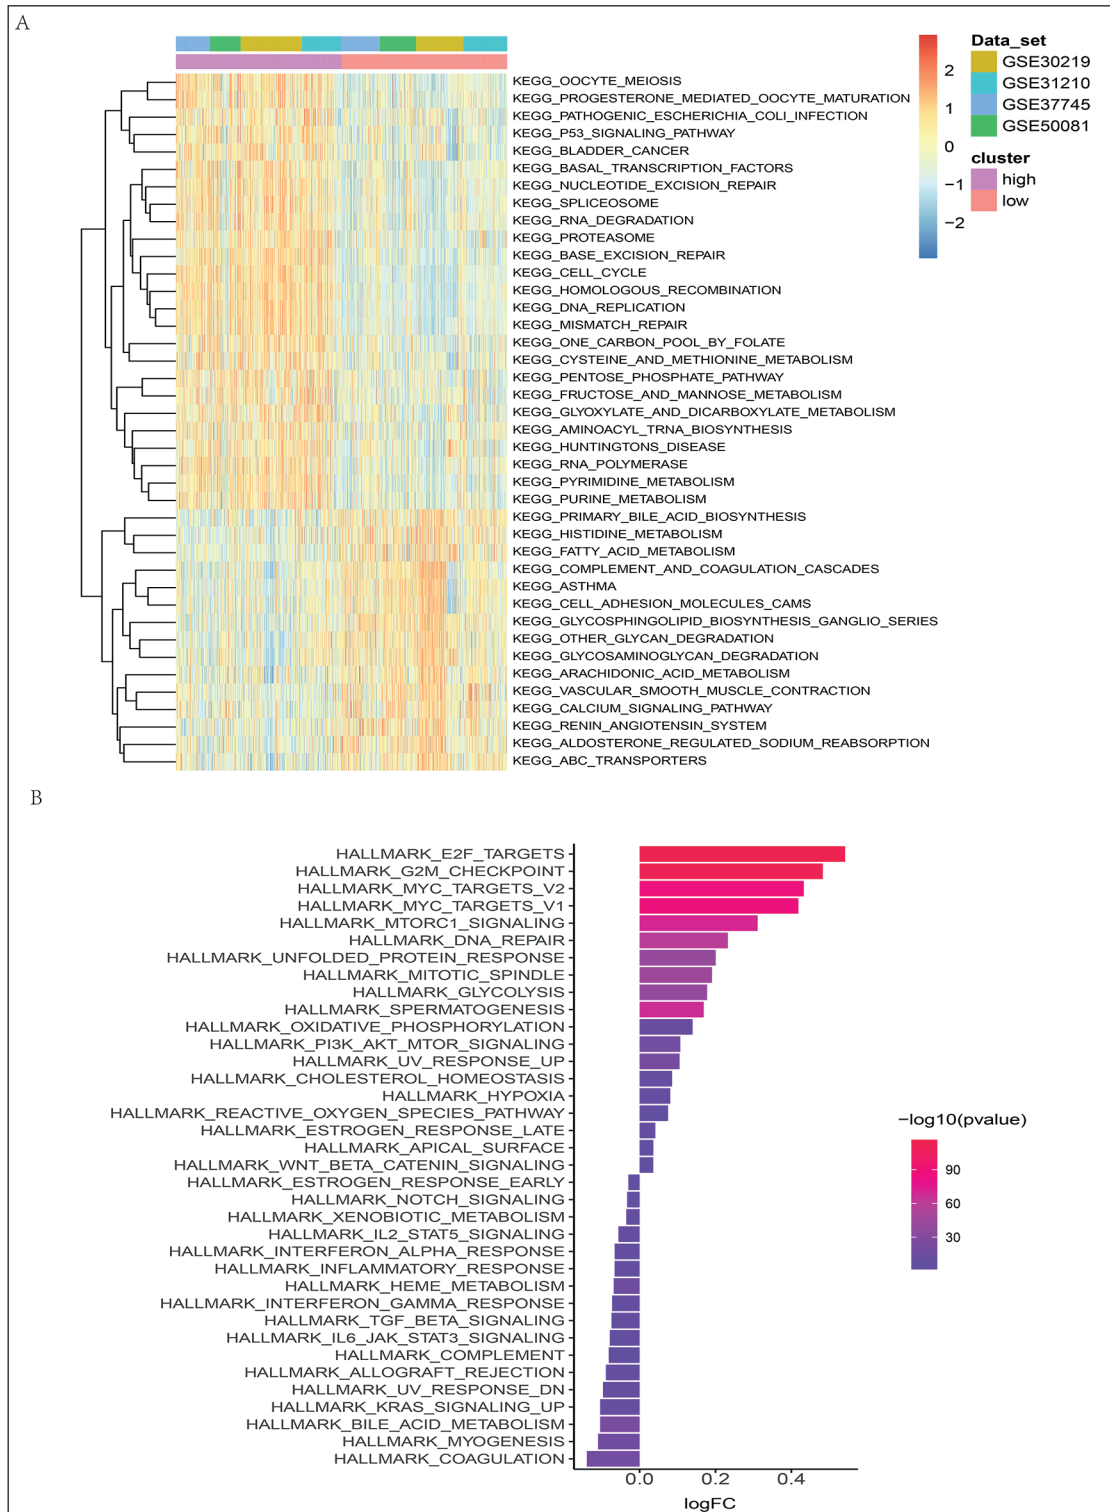 A
Data_set
GSE30219
GSE31210
GSE37745
GSE50081
cluster
high
low
2
1
0
−1
−2
KEGG_OOCYTE_MEIOSIS
KEGG_PROGESTERONE_MEDIATED_OOCYTE_MATURATION
KEGG_PATHOGENIC_ESCHERICHIA_COLI_INFECTION
KEGG_P53_SIGNALING_PATHWAY
KEGG_BLADDER_CANCER
KEGG_BASAL_TRANSCRIPTION_FACTORS
KEGG_NUCLEOTIDE_EXCISION_REPAIR
KEGG_SPLICEOSOME
KEGG_RNA_DEGRADATION
KEGG_PROTEASOME
KEGG_BASE_EXCISION_REPAIR
KEGG_CELL_CYCLE
KEGG_HOMOLOGOUS_RECOMBINATION
KEGG_DNA_REPLICATION
KEGG_MISMATCH_REPAIR
KEGG_ONE_CARBON_POOL_BY_FOLATE
KEGG_CYSTEINE_AND_METHIONINE_METABOLISM
KEGG_PENTOSE_PHOSPHATE_PATHWAY
KEGG_FRUCTOSE_AND_MANNOSE_METABOLISM
KEGG_GLYOXYLATE_AND_DICARBOXYLATE_METABOLISM
KEGG_AMINOACYL_TRNA_BIOSYNTHESIS
KEGG_HUNTINGTONS_DISEASE
KEGG_RNA_POLYMERASE
KEGG_PYRIMIDINE_METABOLISM
KEGG_PURINE_METABOLISM
KEGG_PRIMARY_BILE_ACID_BIOSYNTHESIS
KEGG_HISTIDINE_METABOLISM
KEGG_FATTY_ACID_METABOLISM
KEGG_COMPLEMENT_AND_COAGULATION_CASCADES
KEGG_ASTHMA
KEGG_CELL_ADHESION_MOLECULES_CAMS
KEGG_GLYCOSPHINGOLIPID_BIOSYNTHESIS_GANGLIO_SERIES
KEGG_OTHER_GLYCAN_DEGRADATION
KEGG_GLYCOSAMINOGLYCAN_DEGRADATION
KEGG_ARACHIDONIC_ACID_METABOLISM
KEGG_VASCULAR_SMOOTH_MUSCLE_CONTRACTION
KEGG_CALCIUM_SIGNALING_PATHWAY
KEGG_RENIN_ANGIOTENSIN_SYSTEM
KEGG_ALDOSTERONE_REGULATED_SODIUM_REABSORPTION
KEGG_ABC_TRANSPORTERS
B
HALLMARK_E2F_TARGETS
HALLMARK_G2M_CHECKPOINT
HALLMARK_MYC_TARGETS_V2
HALLMARK_MYC_TARGETS_V1
HALLMARK_MTORC1_SIGNALING
HALLMARK_DNA_REPAIR
HALLMARK_UNFOLDED_PROTEIN_RESPONSE
HALLMARK_MITOTIC_SPINDLE
HALLMARK_GLYCOLYSIS
HALLMARK_SPERMATOGENESIS
HALLMARK_OXIDATIVE_PHOSPHORYLATION
HALLMARK_PI3K_AKT_MTOR_SIGNALING
HALLMARK_UV_RESPONSE_UP
HALLMARK_CHOLESTEROL_HOMEOSTASIS
HALLMARK_HYPOXIA
HALLMARK_REACTIVE_OXYGEN_SPECIES_PATHWAY
HALLMARK_ESTROGEN_RESPONSE_LATE
HALLMARK_APICAL_SURFACE
HALLMARK_WNT_BETA_CATENIN_SIGNALING
HALLMARK_ESTROGEN_RESPONSE_EARLY
HALLMARK_NOTCH_SIGNALING
HALLMARK_XENOBIOTIC_METABOLISM
HALLMARK_IL2_STAT5_SIGNALING
HALLMARK_INTERFERON_ALPHA_RESPONSE
HALLMARK_INFLAMMATORY_RESPONSE
HALLMARK_HEME_METABOLISM
HALLMARK_INTERFERON_GAMMA_RESPONSE
HALLMARK_TGF_BETA_SIGNALING
HALLMARK_IL6_JAK_STAT3_SIGNALING
HALLMARK_COMPLEMENT
HALLMARK_ALLOGRAFT_REJECTION
HALLMARK_UV_RESPONSE_DN
HALLMARK_KRAS_SIGNALING_UP
HALLMARK_BILE_ACID_METABOLISM
HALLMARK_MYOGENESIS
HALLMARK_COAGULATION
0.0 0.2 0.4
logFC
−log10(pvalue)
90
60
30